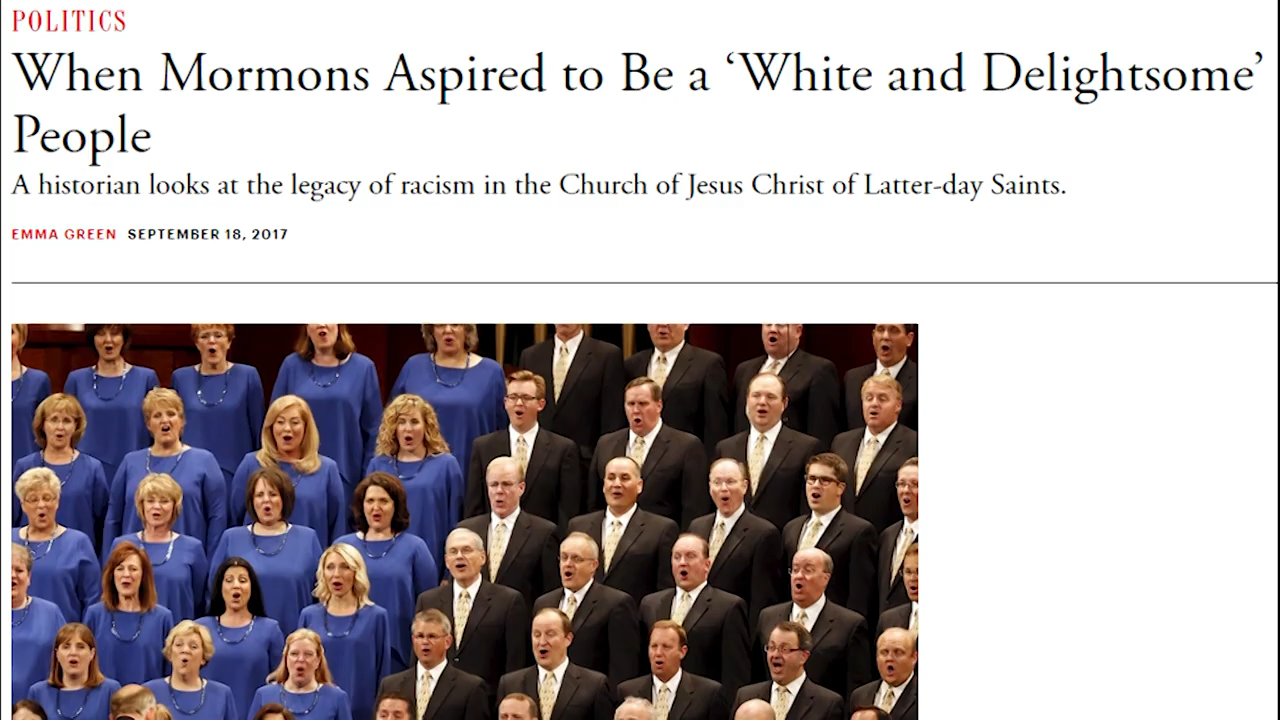 POLITICS
When Mormons Aspired to Be a ‘White and Delightsome’
People
A historian looks at the legacy of racism in the Church of Jesus Christ of Latter-day Saints.
EMMA GREEN SEPTEMBER 18, 2017